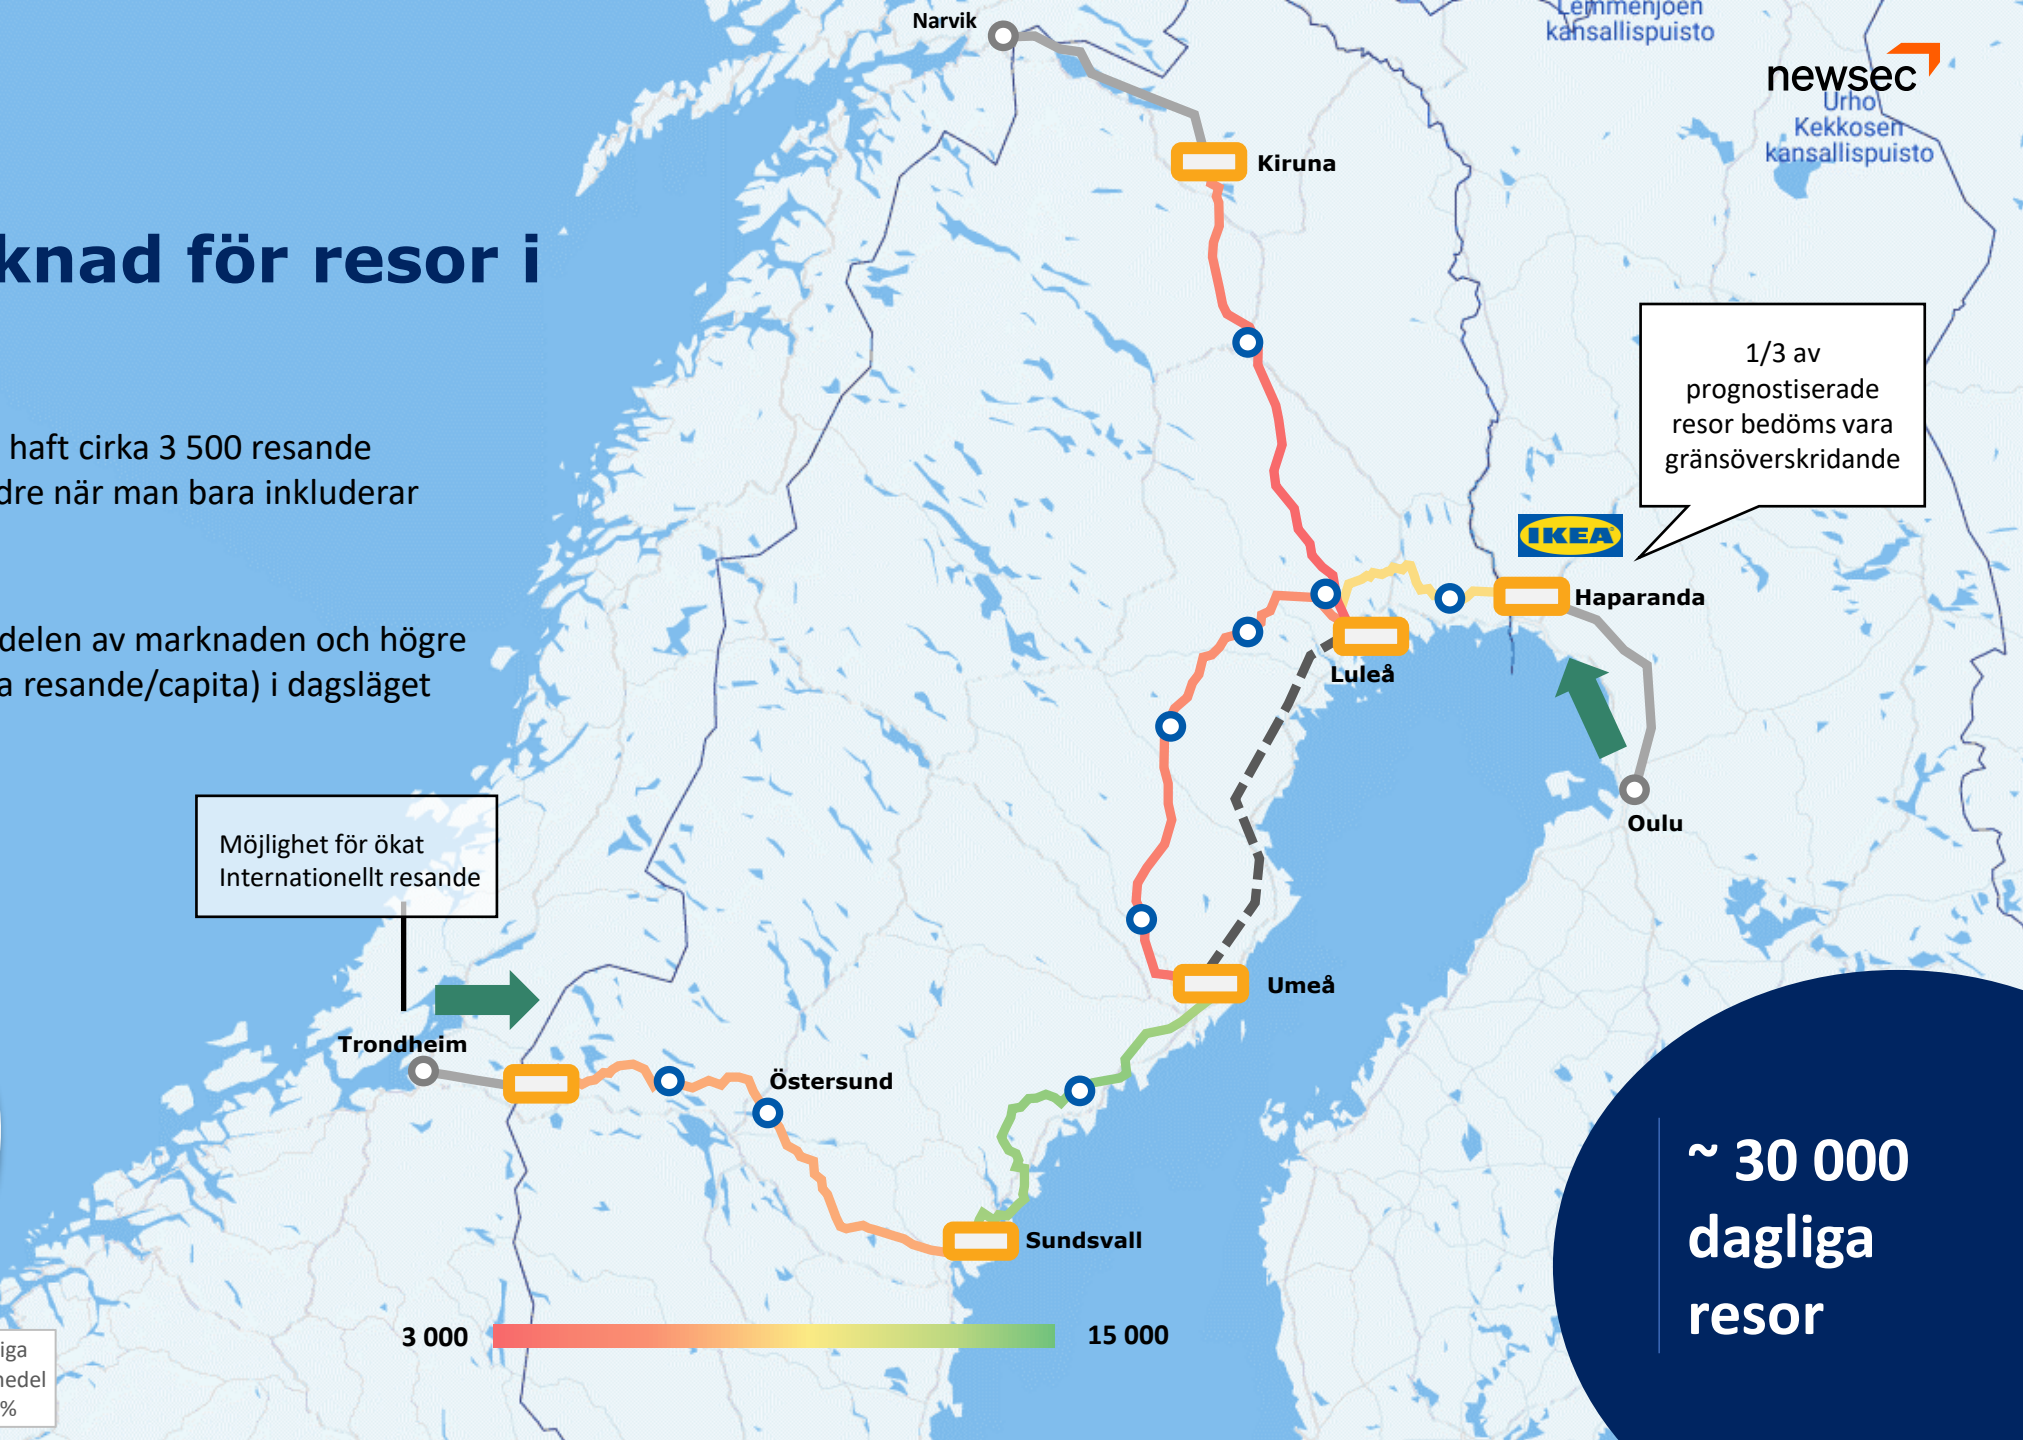 Narvik
Lemmenjoen
kansallispuisto
newsec
Urho
Kekkosen
kansallispuisto
Kiruna
knad för resor i
1/3 av
prognostiserade
resor bedöms vara
gränsöverskridande
haft cirka 3 500 resande
dre när man bara inkluderar
IKEA
Haparanda
delen av marknaden och högre
a resande/capita) i dagsläget
Luleå
Oulu
Möjlighet för ökat
Internationellt resande
Umeå
Trondheim
Östersund
~ 30 000
dagliga
resor
Sundsvall
3 000
15 000
iga
medel
%